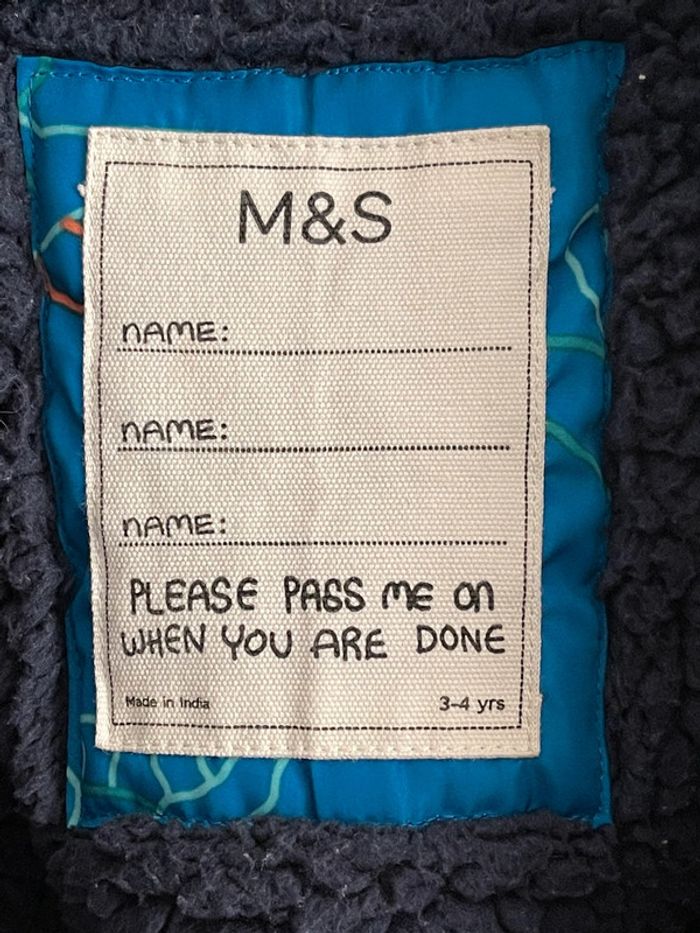 M&S
NAME:
NAME:
NAME:
PLEASE PASS ME ON
WHEN YOU ARE DONE
Made in India 3-4 yrs